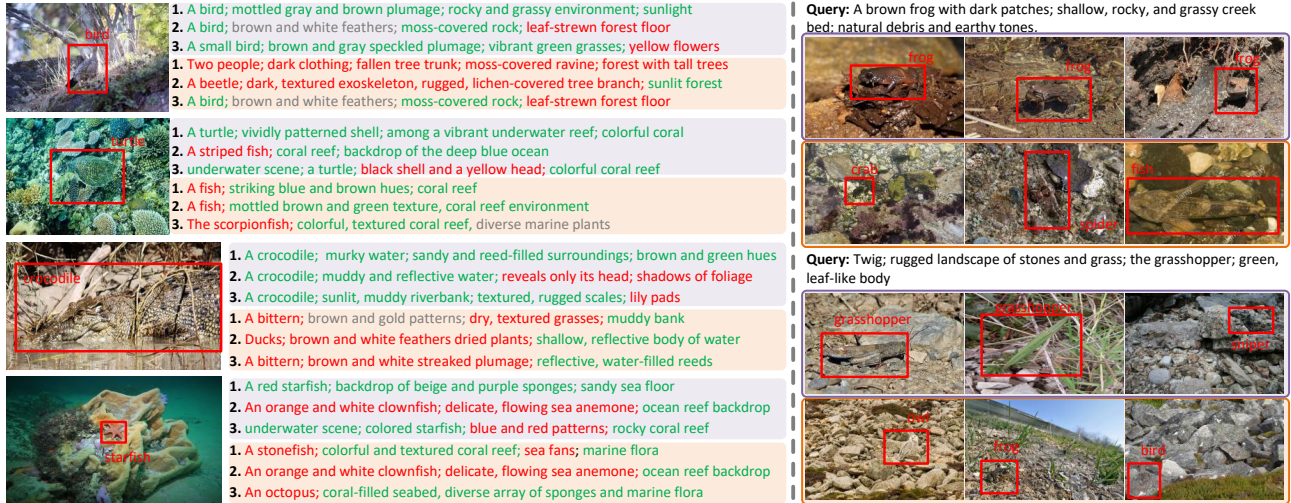 bird
1. A bird; mottled gray and brown plumage; rocky and grassy environment; sunlight
2. A bird; brown and white feathers; moss-covered rock; leaf-strewn forest floor
3. A small bird; brown and gray speckled plumage; vibrant green grasses; yellow flowers
1. Two people; dark clothing; fallen tree trunk; moss-covered ravine; forest with tall trees
2. A beetle; dark, textured exoskeleton, rugged, lichen-covered tree branch; sunlit forest
3. A bird; brown and white feathers; moss-covered rock; leaf-strewn forest floor
turtle
1. A turtle; vividly patterned shell; among a vibrant underwater reef; colorful coral
2. A striped fish; coral reef; backdrop of the deep blue ocean
3. underwater scene; a turtle; black shell and a yellow head; colorful coral reef
1. A fish; striking blue and brown hues; coral reef
2. A fish; mottled brown and green texture, coral reef environment
3. The scorpionfish; colorful, textured coral reef, diverse marine plants
crocodile
1. A crocodile; murky water; sandy and reed-filled surroundings; brown and green hues
2. A crocodile; muddy and reflective water; reveals only its head; shadows of foliage
3. A crocodile; sunlit, muddy riverbank; textured, rugged scales; lily pads
1. A bittern; brown and gold patterns; dry, textured grasses; muddy bank
2. Ducks; brown and white feathers dried plants; shallow, reflective body of water
3. A bittern; brown and white streaked plumage; reflective, water-filled reeds
starfish
1. A red starfish; backdrop of beige and purple sponges; sandy sea floor
2. An orange and white clownfish; delicate, flowing sea anemone; ocean reef backdrop
3. underwater scene; colored starfish; blue and red patterns; rocky coral reef
1. A stonefish; colorful and textured coral reef; sea fans; marine flora
2. An orange and white clownfish; delicate, flowing sea anemone; ocean reef backdrop
3. An octopus; coral-filled seabed, diverse array of sponges and marine flora
Query: A brown frog with dark patches; shallow, rocky, and grassy creek
bed; natural debris and earthy tones.
frog
frog
frog
crab
spider
fish
Query: Twig; rugged landscape of stones and grass; the grasshopper; green,
leaf-like body
grasshopper
grasshopper
sniper
frog
bird